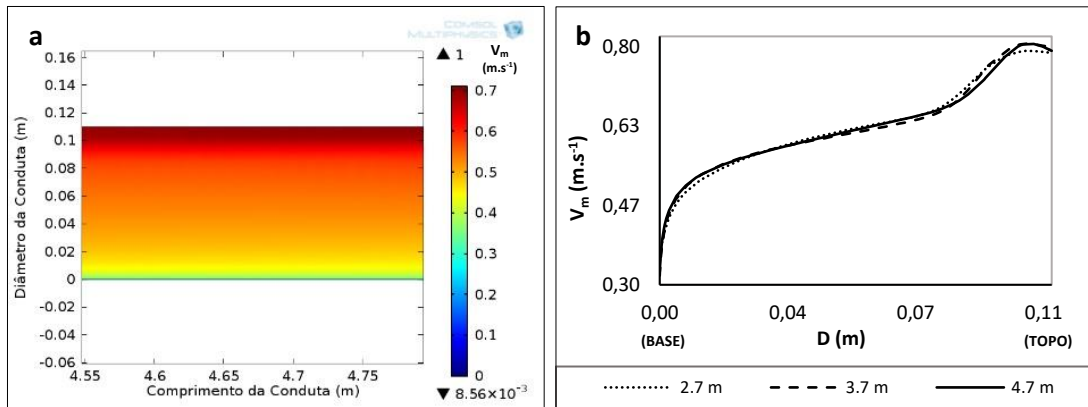 a
COMSOL
MULTIPHYSICS
Vm
(m.s-1)
▲ 1
0.16
0.14
0.12
0.1
0.08
0.06
0.04
0.02
0
-0.02
-0.04
-0.06
Diâmetro da Conduta (m)
4.55
4.6
4.65
4.7
4.75
Comprimento da Conduta (m)
0.7
0.6
0.5
0.4
0.3
0.2
0.1
0
▼ 8.56×10⁻³
b
0,80
0,63
0,47
0,30
Vm (m.s-1)
0,00
0,04
0,07
0,11
(BASE)
D (m)
(TOPO)
2.7 m
3.7 m
4.7 m